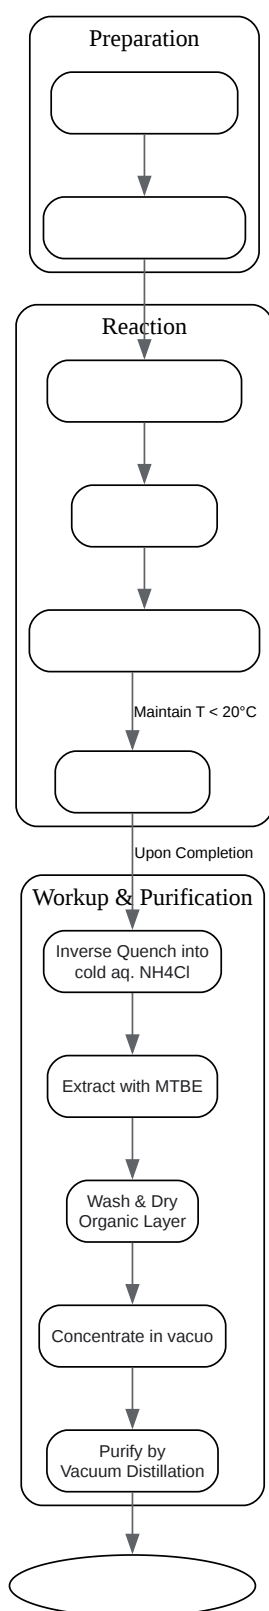 Preparation
Reaction
Maintain T < 20°C
Upon Completion
Workup & Purification
Inverse Quench into
cold aq. NH4Cl
Extract with MTBE
Wash & Dry
Organic Layer
Concentrate in vacuo
Purify by
Vacuum Distillation